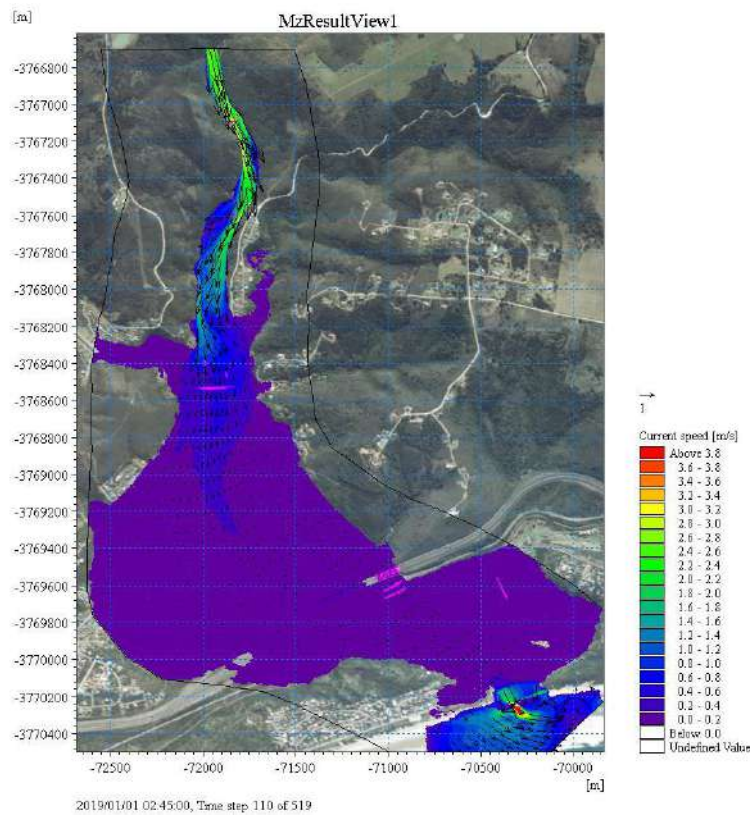 MzResultView1
[m]
-3766800
-3767000
-3767200
-3767400
-3767600
-3767800
-3768000
-3768200
-3768400
-3768600
-3768800
-3769000
-3769200
-3769400
-3769600
-3769800
-3770000
-3770200
-3770400
-72500
-72000
-71500
-71000
-70500
-70000
[m]
1
Current speed [m/s]
Above 3.8
3.6 - 3.8
3.4 - 3.6
3.2 - 3.4
3.0 - 3.2
2.8 - 3.0
2.6 - 2.8
2.4 - 2.6
2.2 - 2.4
2.0 - 2.2
1.8 - 2.0
1.6 - 1.8
1.4 - 1.6
1.2 - 1.4
1.0 - 1.2
0.8 - 1.0
0.6 - 0.8
0.4 - 0.6
0.2 - 0.4
0.0 - 0.2
Below 0.0
Undefined Value
2019/01/01 02:45:00, Time step 110 of 519